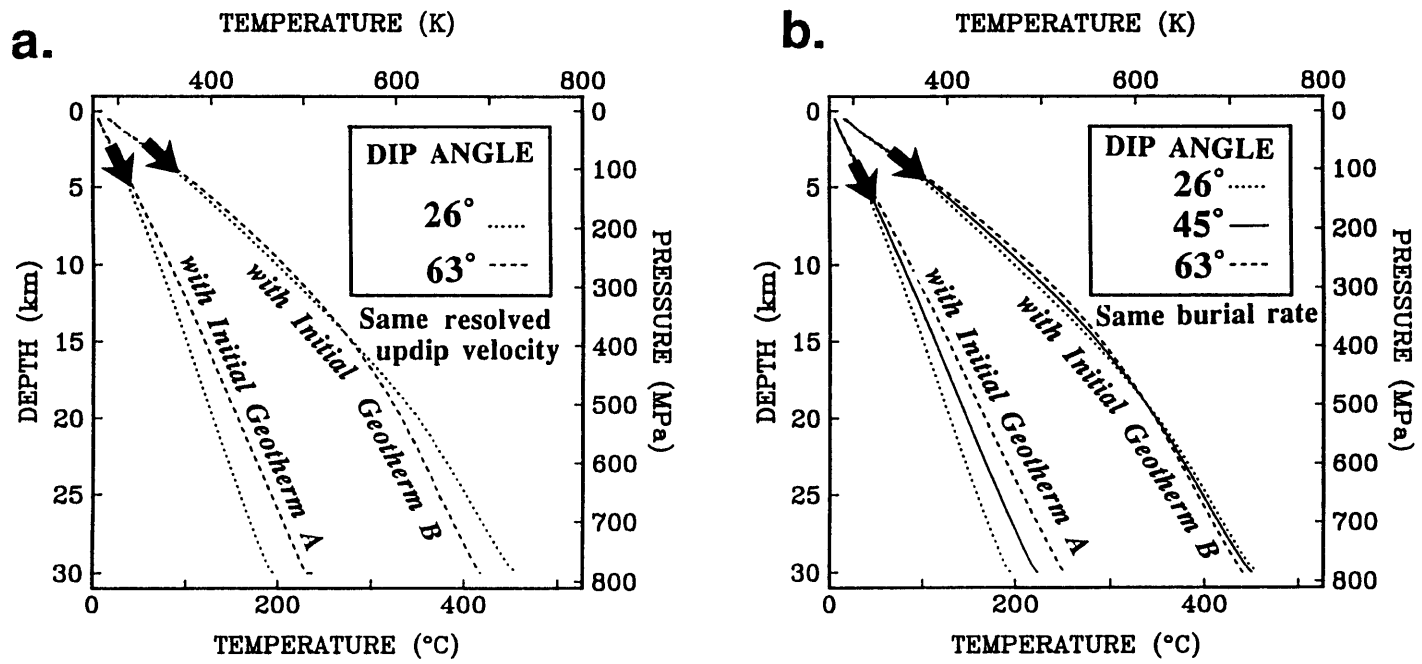 a.
TEMPERATURE (K)
400
600
800
0
5
10
15
20
25
30
DEPTH (km)
DIP ANGLE
26°
63°
Same resolved
updip velocity
with Initial Geotherm A
with Initial Geotherm B
0
100
200
300
400
500
600
700
800
PRESSURE (MPa)
0
200
400
TEMPERATURE (°C)
b.
TEMPERATURE (K)
400
600
800
0
5
10
15
20
25
30
DEPTH (km)
DIP ANGLE
26°
45°
63°
Same burial rate
with Initial Geotherm A
with Initial Geotherm B
0
100
200
300
400
500
600
700
800
PRESSURE (MPa)
0
200
400
TEMPERATURE (°C)